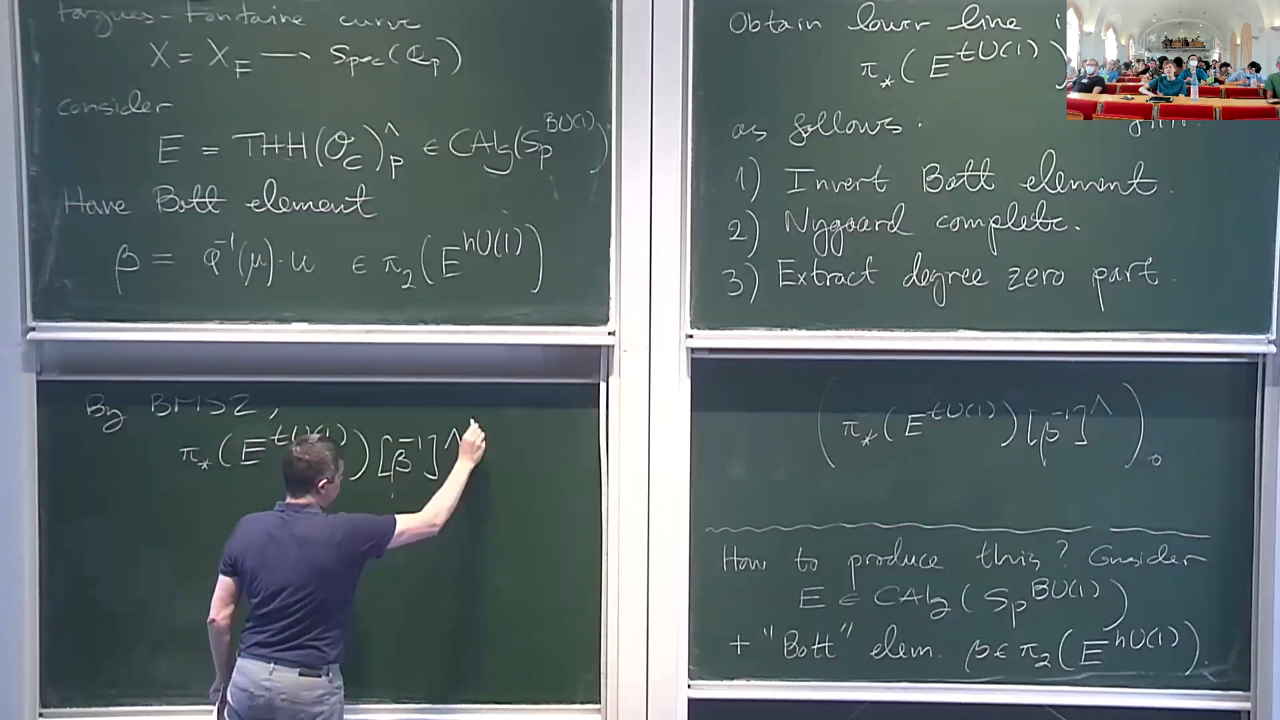 Fargues-Fontaine curve
X = X_F ⟶ Spec(Q_p)
consider
E = THH(O_C)_p^∧ ∈ CAlg(Sp^{BU(1)})
Have Bott element
β = φ^{-1}(μ)·u ∈ π_2(E^{hU(1)})
By BMS2,
π_*(E^{tU(1)})[β^{-1}]^∧
Obtain lower line
π_*(E^{tU(1)})
as follows:
1) Invert Bott element.
2) Nygaard complete.
3) Extract degree zero part.
(π_*(E^{tU(1)})[β^{-1}]^∧)_0
How to produce this? Consider
E ∈ CAlg(Sp^{BU(1)})
+ "Bott" elem. β ∈ π_2(E^{hU(1)}).